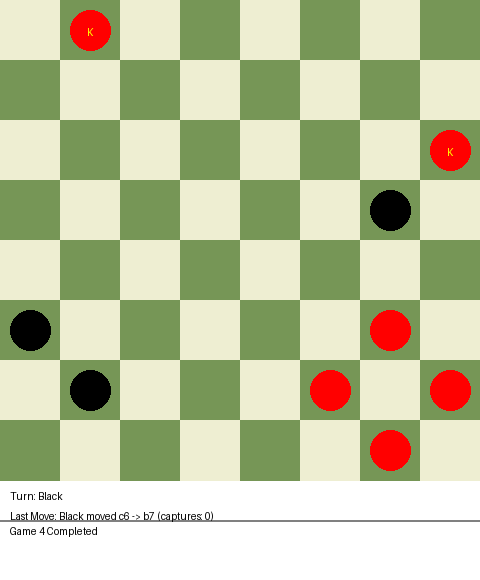 K
K
Turn: Black
Last Move: Black moved c6 -> b7 (captures: 0)
Game 4 Completed